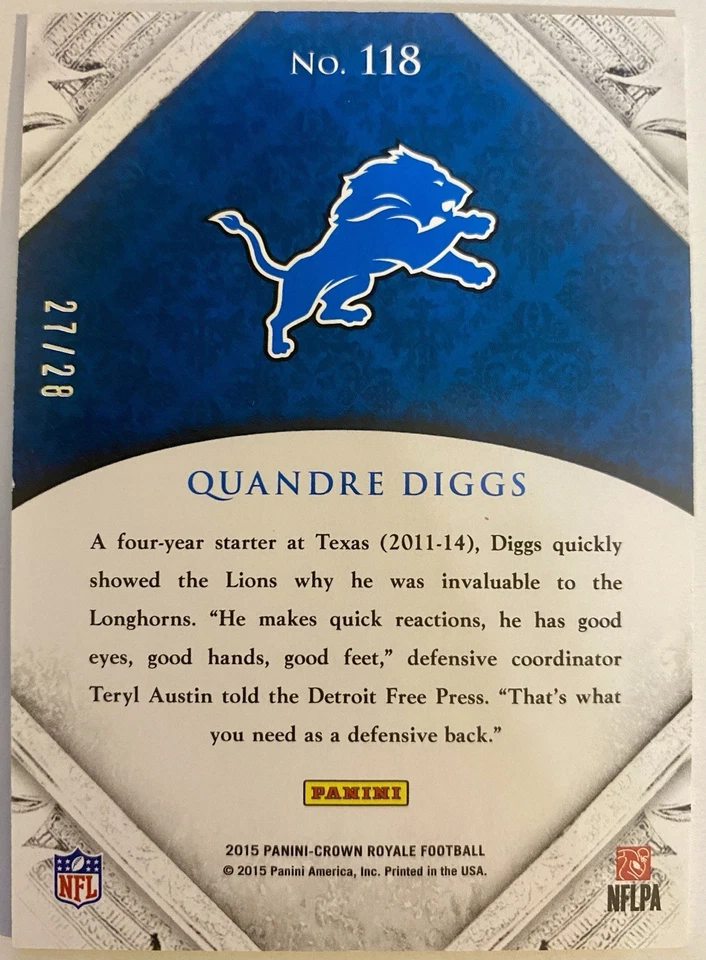 No. 118
27/28
QUANDRE DIGGS
A four-year starter at Texas (2011-14), Diggs quickly
showed the Lions why he was invaluable to the
Longhorns. “He makes quick reactions, he has good
eyes, good hands, good feet,” defensive coordinator
Teryl Austin told the Detroit Free Press. “That’s what
you need as a defensive back.”
PANINI
2015 PANINI-CROWN ROYALE FOOTBALL
© 2015 Panini America, Inc. Printed in the USA.
NFL
NFLPA